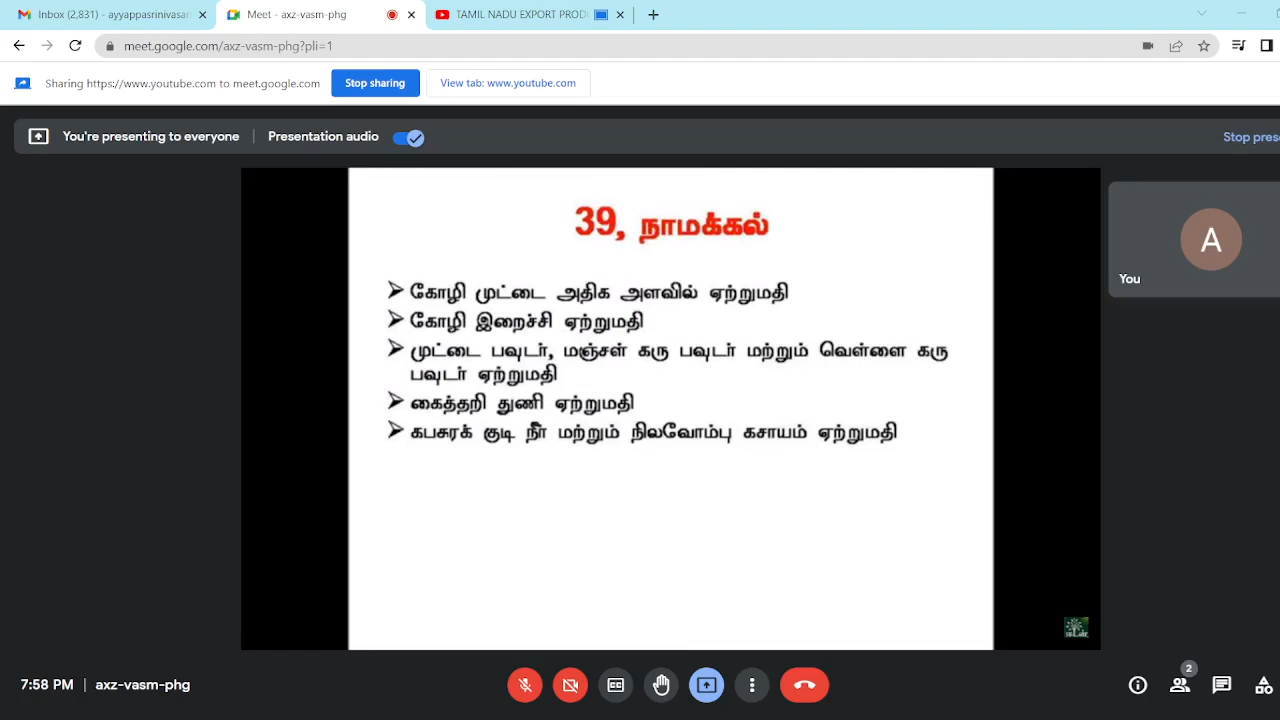 Inbox (2,831) - ayyappasrinivasar
Meet - axz-vasm-phg
TAMIL NADU EXPORT PROD
meet.google.com/axz-vasm-phg?pli=1
Sharing https://www.youtube.com to meet.google.com
Stop sharing
View tab: www.youtube.com
You're presenting to everyone
Presentation audio
Stop prese
39, நாமக்கல்
➢ கோழி முட்டை அதிக அளவில் ஏற்றுமதி
➢ கோழி இறைச்சி ஏற்றுமதி
➢ முட்டை பவுடர், மஞ்சள் கரு பவுடர் மற்றும் வெள்ளை கரு
பவுடர் ஏற்றுமதி
➢ கைத்தறி துணி ஏற்றுமதி
➢ கபசரக் குடி நீர் மற்றும் நிலவோம்பு கசாயம் ஏற்றுமதி
A
You
7:58 PM | axz-vasm-phg
2